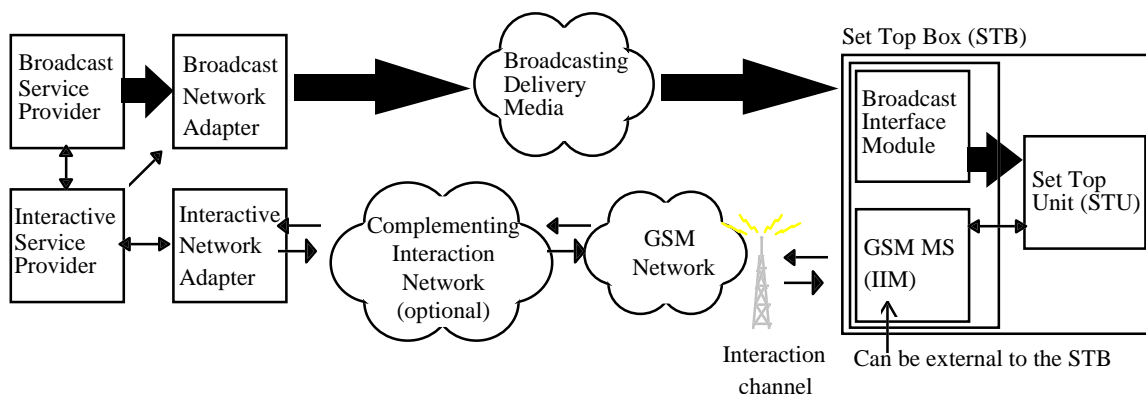 Set Top Box (STB)
Broadcast
Service
Provider
Broadcast
Network
Adapter
Broadcasting
Delivery
Media
Broadcast
Interface
Module
Set Top
Unit (STU)
Interactive
Service
Provider
Interactive
Network
Adapter
Complementing
Interaction
Network
(optional)
GSM
Network
GSM MS
(IIM)
Interaction
channel
Can be external to the STB